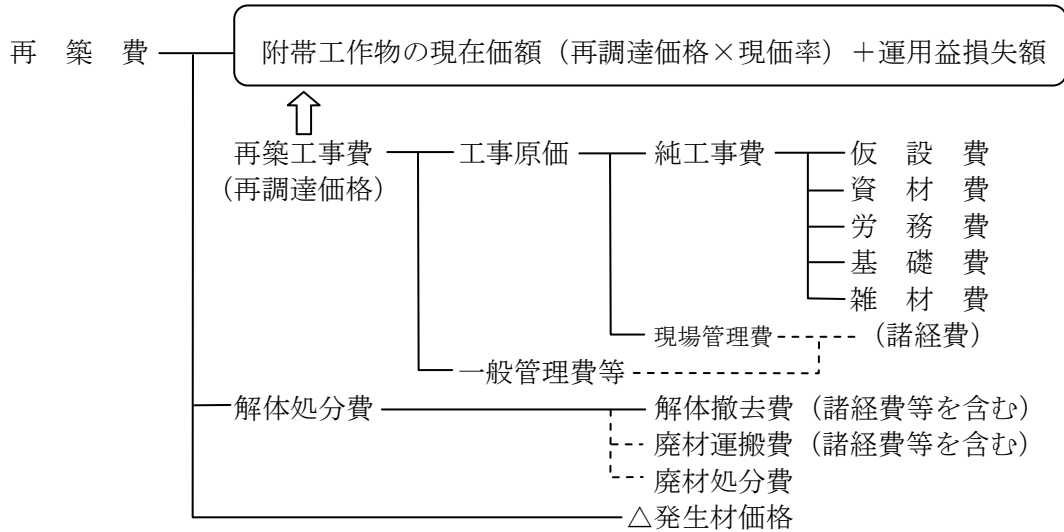 再築費 附帯工作物の現在価額（再調達価格×現価率）＋運用益損失額
再築工事費 工事原価 純工事費 仮設費
（再調達価格） 資材費
労務費
基礎費
雑材費
現場管理費 （諸経費）
一般管理費等
解体処分費 解体撤去費（諸経費等を含む）
廃材運搬費（諸経費等を含む）
廃材処分費
△発生材価格